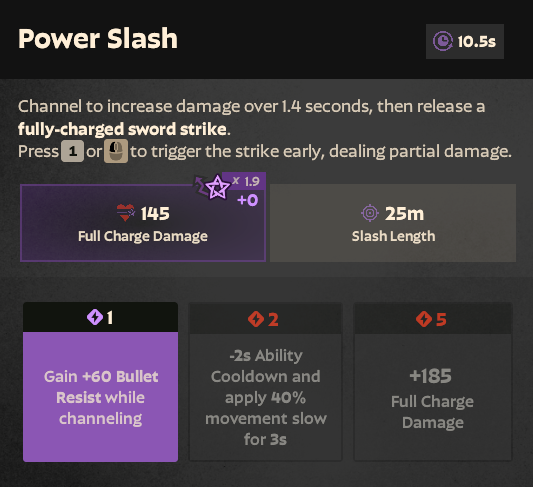 Power Slash
10.5s
Channel to increase damage over 1.4 seconds, then release a
fully-charged sword strike.
Press 1 or to trigger the strike early, dealing partial damage.
x 1.9
+0
145
Full Charge Damage
25m
Slash Length
1
Gain +60 Bullet
Resist while
channeling
2
-2s Ability
Cooldown and
apply 40%
movement slow
for 3s
5
+185
Full Charge
Damage